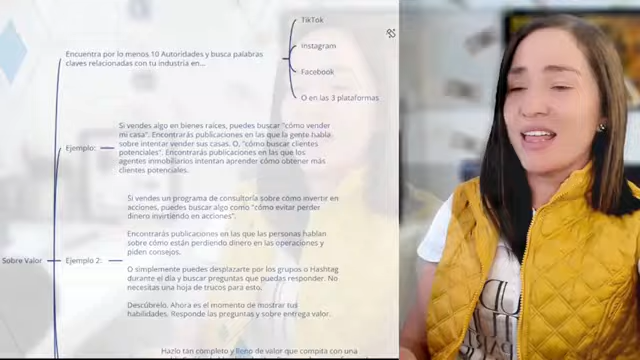 TikTok
Instagram
Facebook
O en las 3 plataformas
Encuentra por lo menos 10 Autoridades y busca palabras
claves relacionadas con tu industria en...
Ejemplo:
Si vendes algo en bienes raíces, puedes buscar "cómo vender
mi casa". Encontrarás publicaciones en las que la gente habla
sobre intentar vender sus casas. O, "cómo buscar clientes
potenciales". Encontrarás publicaciones en las que los
agentes inmobiliarios intentan aprender cómo obtener más
clientes potenciales.
Sobre Valor
Ejemplo 2:
Si vendes un programa de consultoría sobre cómo invertir en
acciones, puedes buscar algo como "cómo evitar perder
dinero invirtiendo en acciones".
Encontrarás publicaciones en las que las personas hablan
sobre cómo están perdiendo dinero en las operaciones y
piden consejos.
O simplemente puedes desplazarte por los grupos o Hashtag
durante el día y buscar preguntas que puedas responder. No
necesitas una hoja de trucos para esto.
Descúbrelo. Ahora es el momento de mostrar tus
habilidades. Responde las preguntas y sobre entrega valor.
Hazlo tan completo y lleno de valor que compita con una